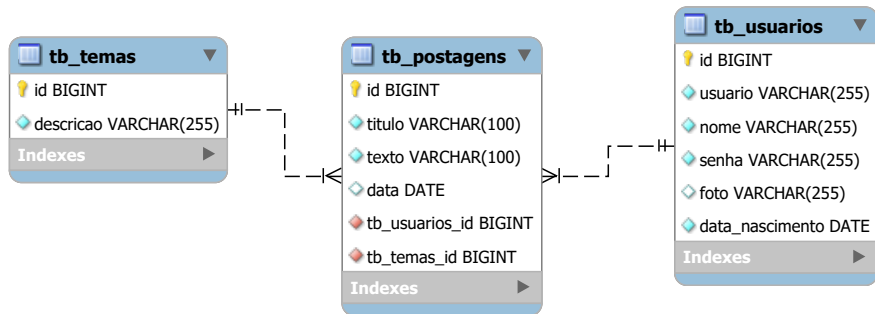 tb_temas
id BIGINT
descricao VARCHAR(255)
Indexes
tb_postagens
id BIGINT
titulo VARCHAR(100)
texto VARCHAR(100)
data DATE
tb_usuarios_id BIGINT
tb_temas_id BIGINT
Indexes
tb_usuarios
id BIGINT
usuario VARCHAR(255)
nome VARCHAR(255)
senha VARCHAR(255)
foto VARCHAR(255)
data_nascimento DATE
Indexes